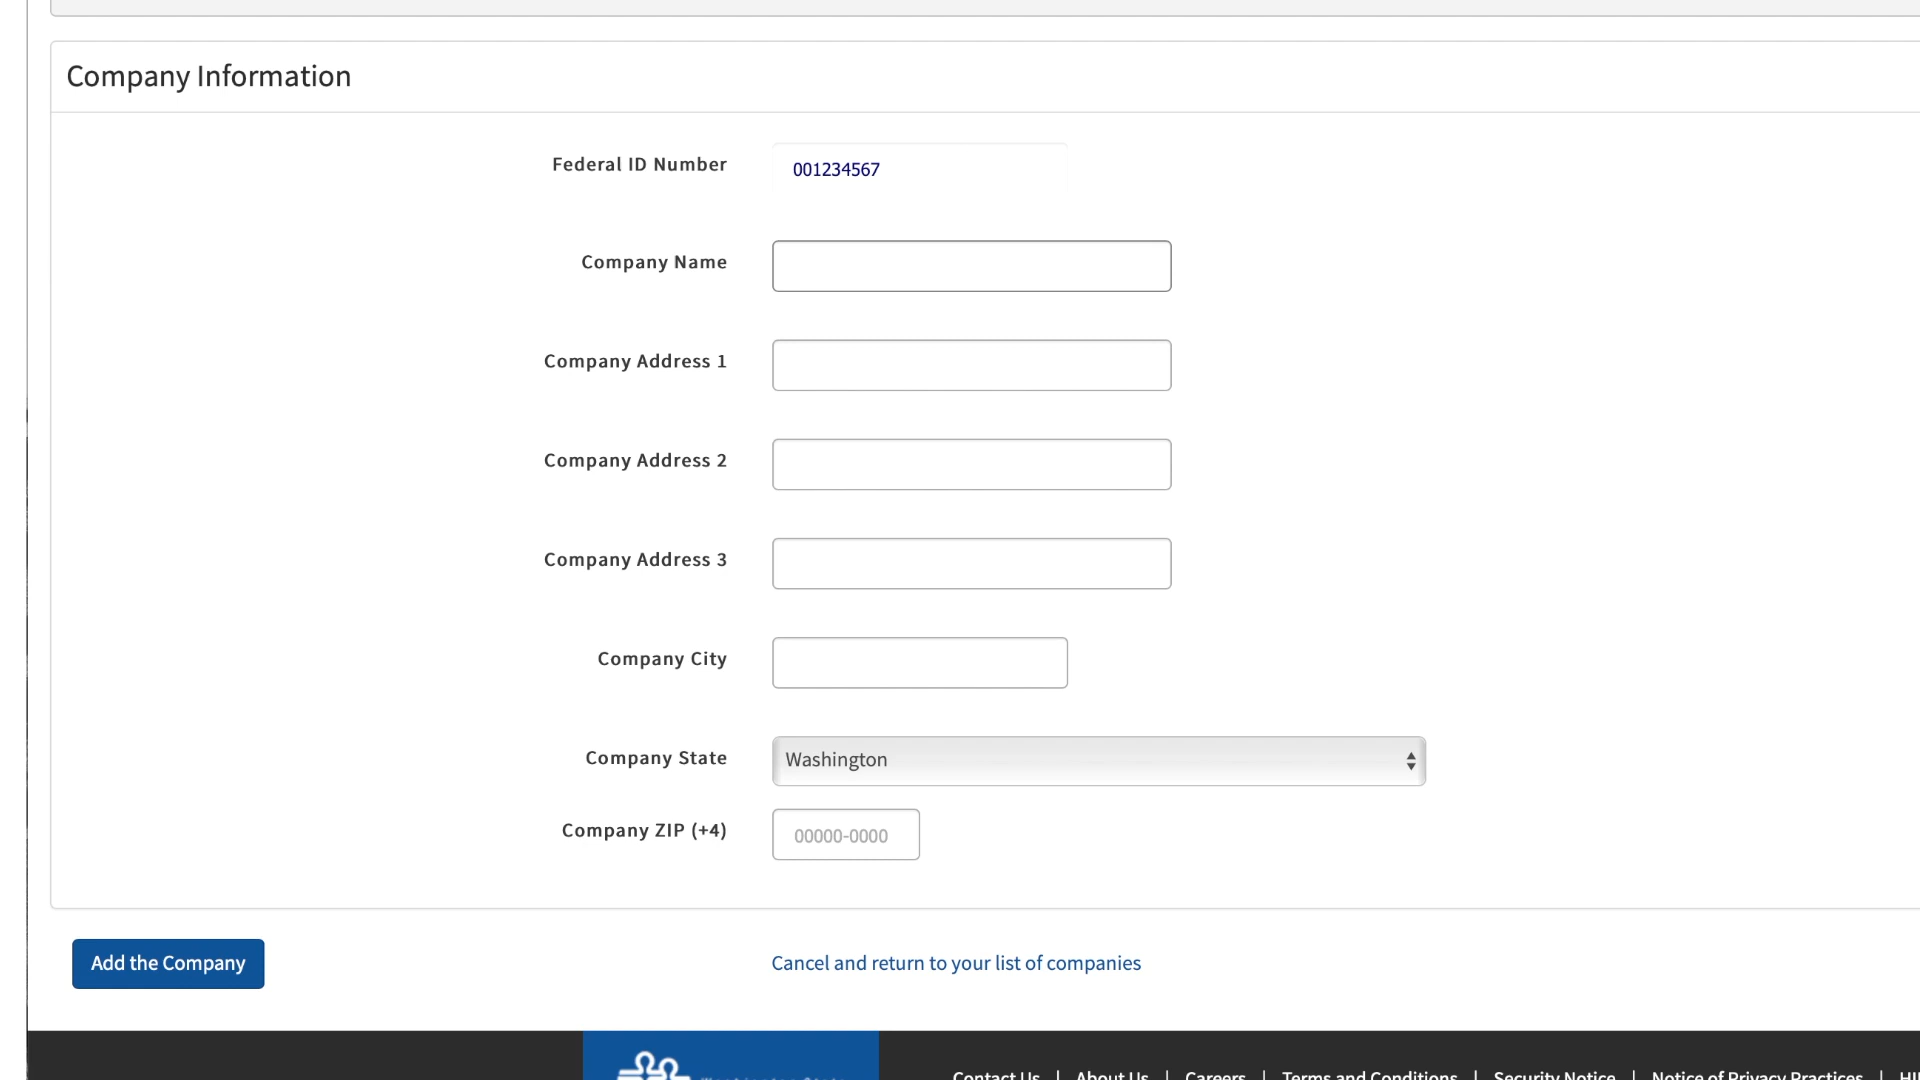 Company Information
Federal ID Number 001234567
Company Name
Company Address 1
Company Address 2
Company Address 3
Company City
Company State Washington
Company ZIP (+4) 00000-0000
Add the Company Cancel and return to your list of companies
Contact Us | About Us | Careers | Terms and Conditions | Security Notice | Notice of Privacy Practices |